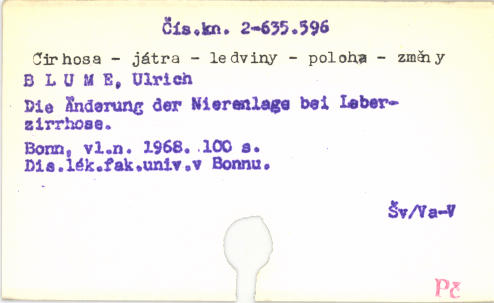 Čís.kn. 2-635.596
Cirhosa - játra - ledviny - poloha - změny
B L U M E, Ulrich
Die Änderung der Nierenlage bei Leber-
zirrhose.
Bonn, vl.n. 1968. 100 s.
Dis.lék.fak.univ.v Bonnu.
Šv/Va-V
Pč